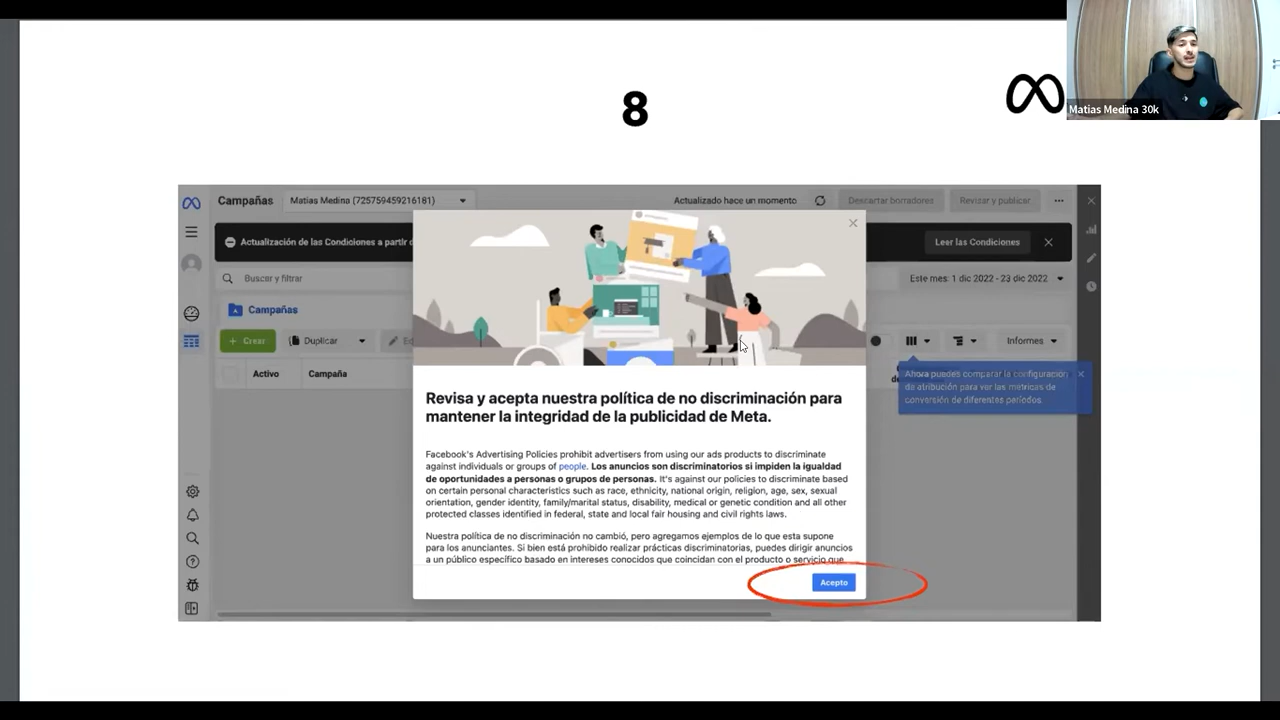 8
Matias Medina 30k
Campañas
Matias Medina (725759459216181)
Actualizado hace un momento
Descartar borradores
Revisar y publicar
Actualización de las Condiciones a partir d
Leer las Condiciones
Buscar y filtrar
Este mes: 1 dic 2022 - 23 dic 2022
Campañas
+ Crear
Duplicar
Ed
Informes
Activo
Campaña
Ahora puedes comparar la configuración
de atribución para ver las métricas de
conversión de diferentes períodos.
Revisa y acepta nuestra política de no discriminación para
mantener la integridad de la publicidad de Meta.
Facebook's Advertising Policies prohibit advertisers from using our ads products to discriminate
against individuals or groups of people. Los anuncios son discriminatorios si impiden la igualdad
de oportunidades a personas o grupos de personas. It's against our policies to discriminate based
on certain personal characteristics such as race, ethnicity, national origin, religion, age, sex, sexual
orientation, gender identity, family/marital status, disability, medical or genetic condition and all other
protected classes identified in federal, state and local fair housing and civil rights laws.
Nuestra política de no discriminación no cambió, pero agregamos ejemplos de lo que esta supone
para los anunciantes. Si bien está prohibido realizar prácticas discriminatorias, puedes dirigir anuncios
a un público específico basado en intereses conocidos que coincidan con el producto o servicio que
Acepto